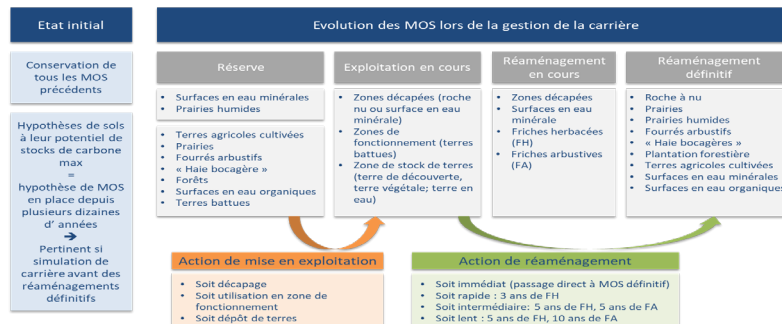 Etat initial
Conservation de
tous les MOS
précédents
Hypothèses de sols
à leur potentiel de
stocks de carbone
max
=
hypothèse de MOS
en place depuis
plusieurs dizaines
d' années
➔
Pertinent si
simulation de
carrière avant des
réaménagements
définitifs
Evolution des MOS lors de la gestion de la carrière
Réserve
• Surfaces en eau minérales
• Prairies humides
• Terres agricoles cultivées
• Prairies
• Fourrés arbustifs
• « Haie bocagère »
• Forêts
• Surfaces en eau organiques
• Terres battues
Exploitation en cours
• Zones décapées (roche
nu ou surface en eau
minérale)
• Zones de
fonctionnement (terres
battues)
• Zone de stock de terres
(terre de découverte,
terre végétale; terre en
eau)
Réaménagement
en cours
• Zones décapées
• Surfaces en eau
minérale
• Friches herbacées
(FH)
• Friches arbustives
(FA)
Réaménagement
définitif
• Roche à nu
• Prairies
• Prairies humides
• Fourrés arbustifs
• « Haie bocagères »
• Plantation forestière
• Terres agricoles cultivées
• Surfaces en eau minérales
• Surfaces en eau organiques
Action de mise en exploitation
• Soit décapage
• Soit utilisation en zone de
fonctionnement
• Soit dépôt de terres
Action de réaménagement
• Soit immédiat (passage direct à MOS définitif)
• Soit rapide : 3 ans de FH
• Soit intermédiaire: 5 ans de FH, 5 ans de FA
• Soit lent : 5 ans de FH, 10 ans de FA